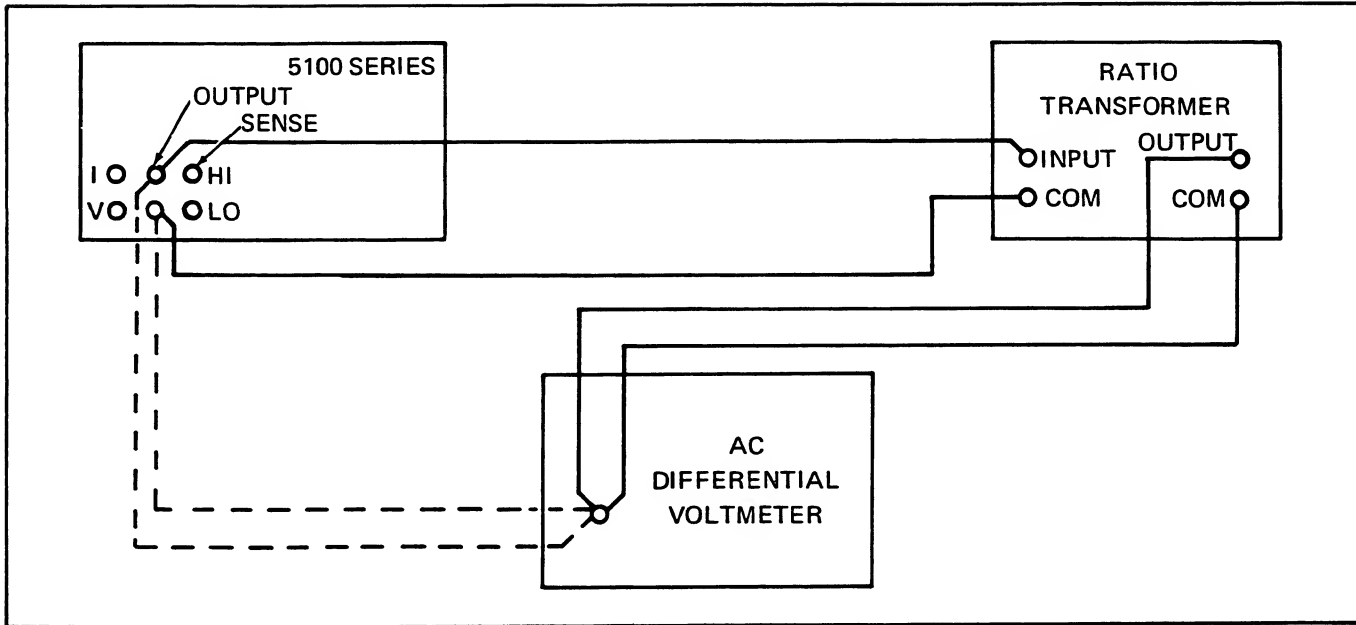 5100 SERIES
OUTPUT
SENSE
I
HI
V
LO
RATIO
TRANSFORMER
OUTPUT
INPUT
COM
COM
AC
DIFFERENTIAL
VOLTMETER